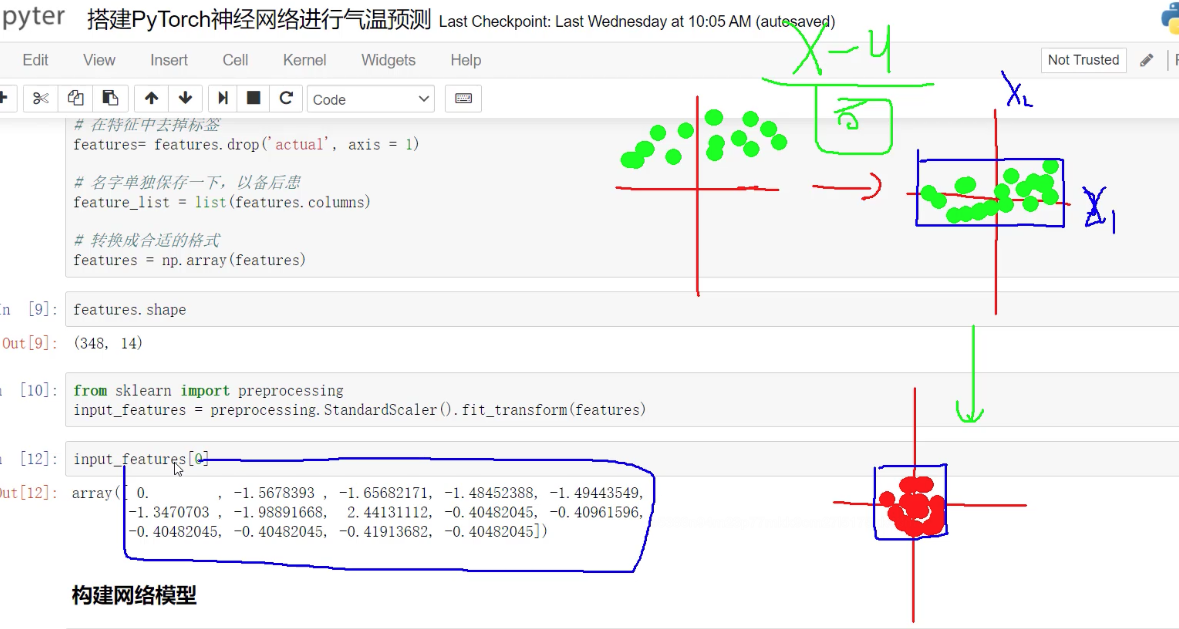 pyter 搭建PyTorch神经网络进行气温预测 Last Checkpoint: Last Wednesday at 10:05 AM (autosaved)
X-4
Edit View Insert Cell Kernel Widgets Help
Not Trusted
Code
# 在特征中去掉标签
features= features.drop('actual', axis = 1)
# 名字单独保存一下，以备后患
feature_list = list(features.columns)
# 转换成合适的格式
features = np.array(features)
X₂
X₁
n [9]: features.shape
Out[9]: (348, 14)
[10]: from sklearn import preprocessing
input_features = preprocessing.StandardScaler().fit_transform(features)
[12]: input_features[0]
Out[12]: array([ 0. , -1.5678393 , -1.65682171, -1.48452388, -1.49443549,
-1.3470703 , -1.98891668, 2.44131112, -0.40482045, -0.40961596,
-0.40482045, -0.40482045, -0.41913682, -0.40482045])
构建网络模型